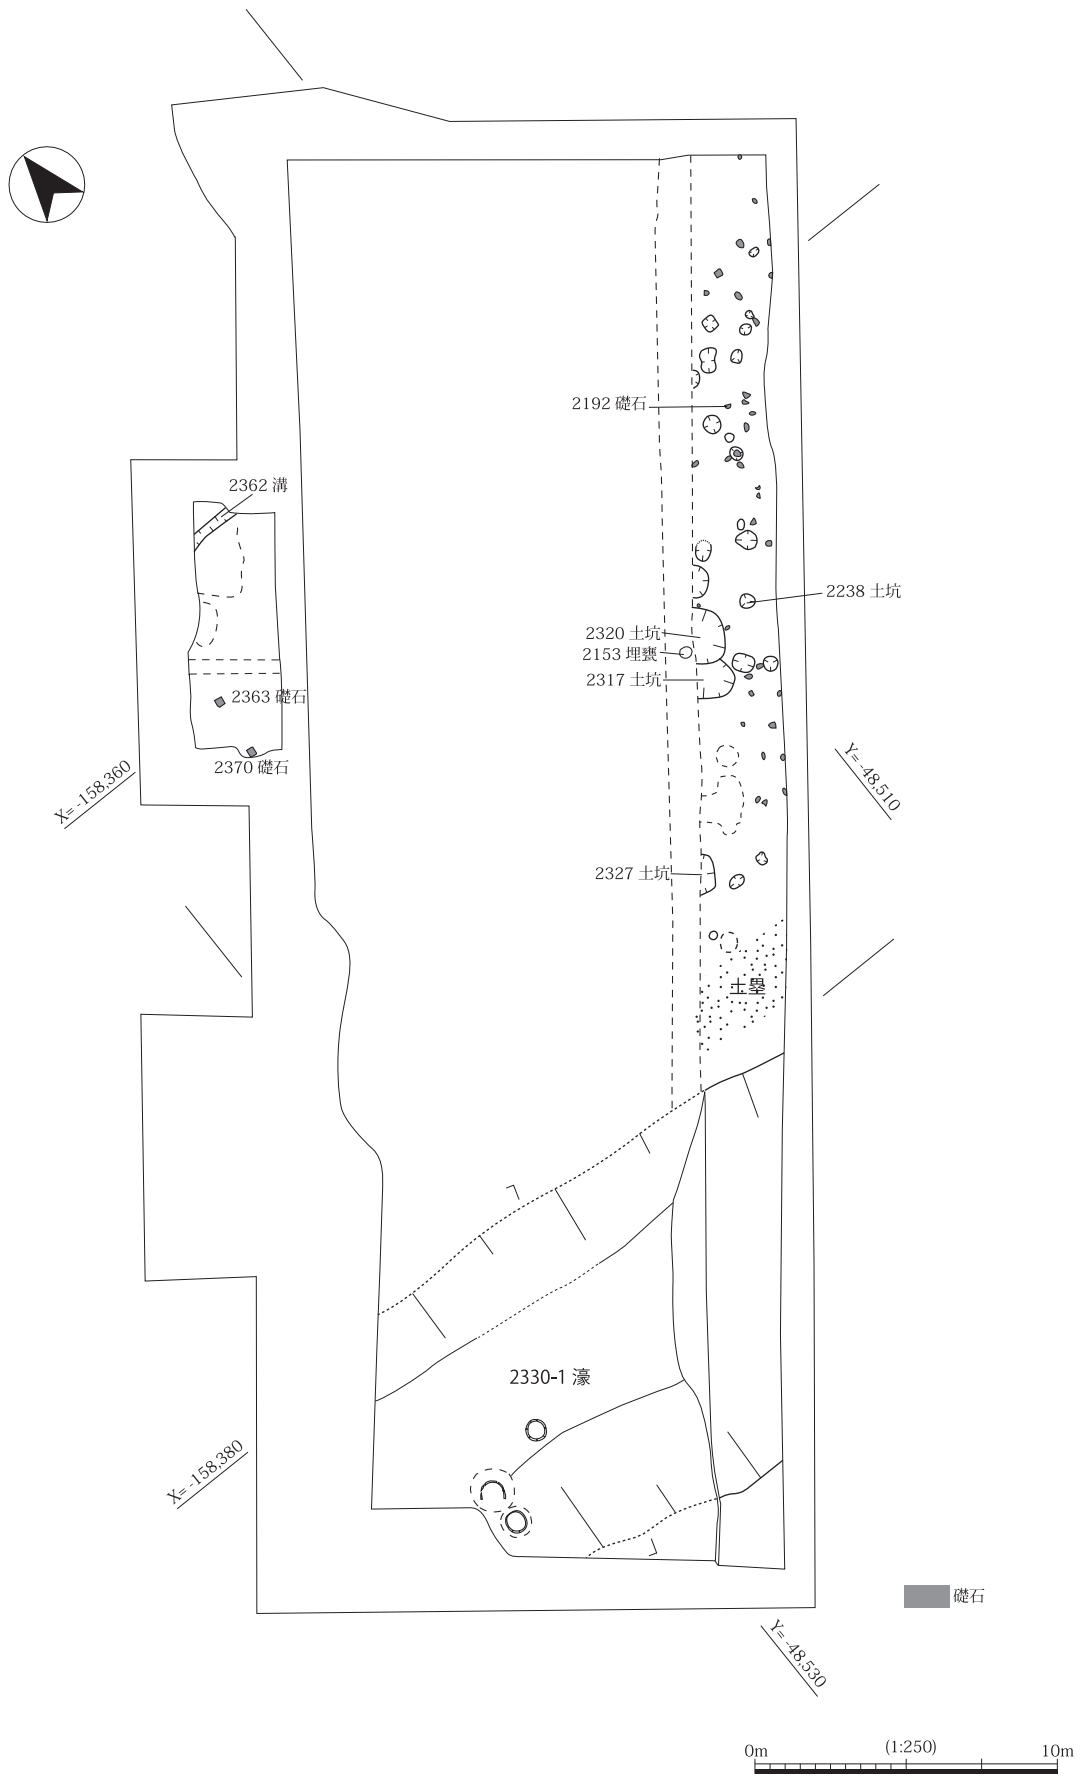 2192 礎石
2362 溝
2238 土坑
2320 土坑
2153 埋甕
2317 土坑
2363 礎石
2370 礎石
X= -158,360
Y= -48,510
2327 土坑
土塁
2330-1 濠
X= -158,380
礎石
Y= -48,530
0m
(1:250)
10m